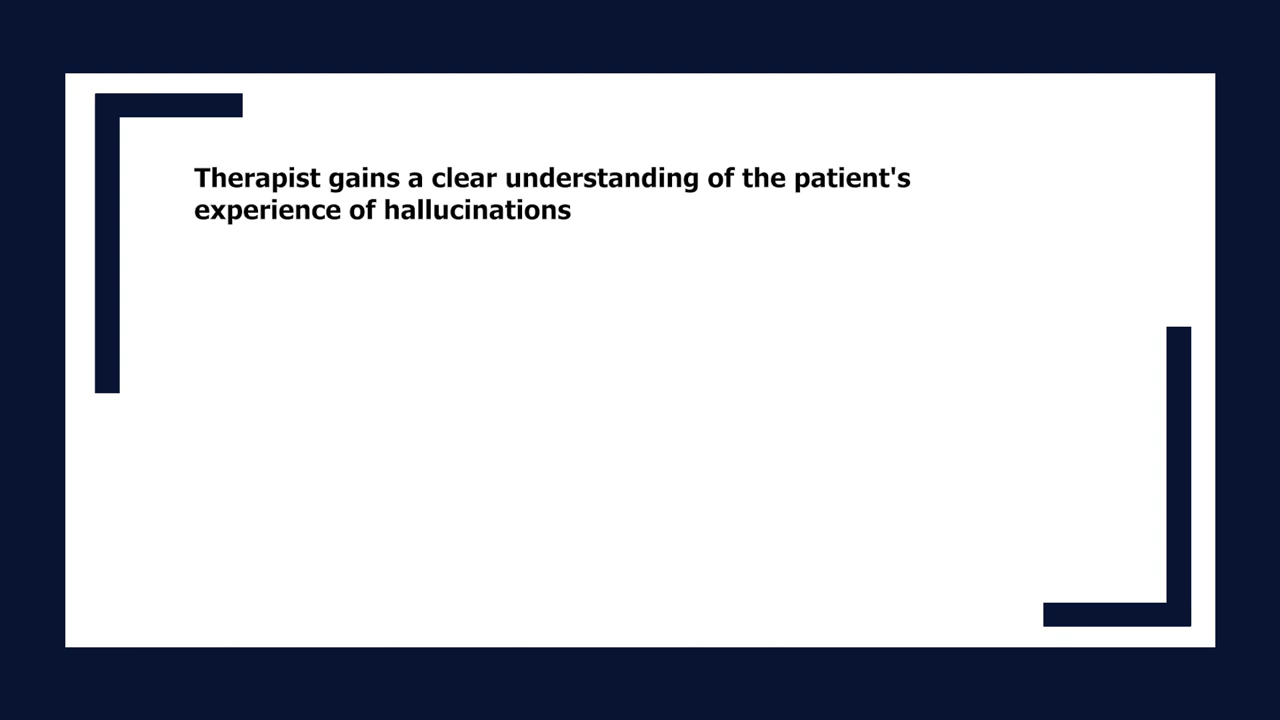 Therapist gains a clear understanding of the patient's
experience of hallucinations